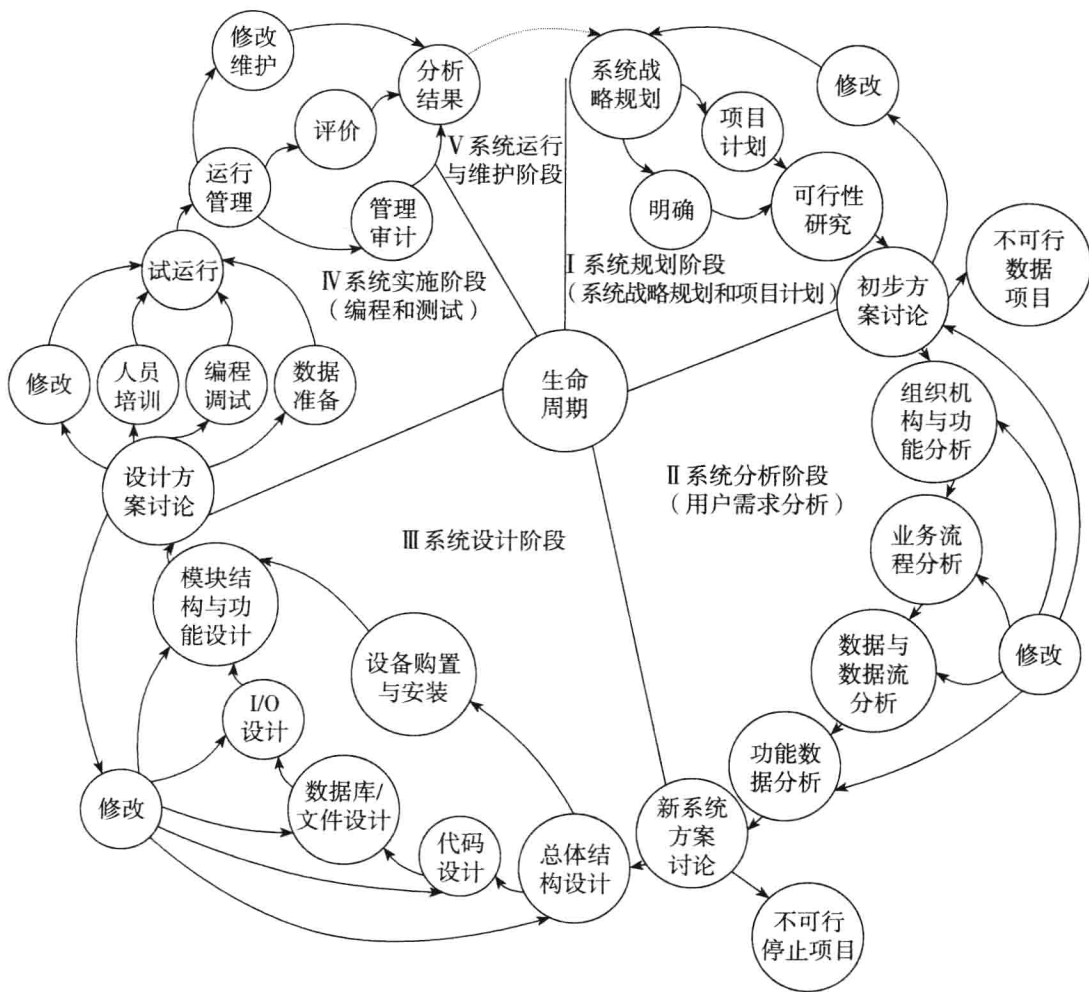 修改
维护
分析
结果
系统战
略规划
修改
评价
项目
计划
Ⅴ系统运行
与维护阶段
运行
管理
管理
审计
明确
可行性
研究
不可行
数据
项目
试运行
Ⅳ系统实施阶段
（编程和测试）
Ⅰ系统规划阶段
（系统战略规划和项目计划）
初步方
案讨论
修改
人员
培训
编程
调试
数据
准备
生命
周期
组织机
构与功
能分析
设计方
案讨论
Ⅱ系统分析阶段
（用户需求分析）
Ⅲ系统设计阶段
业务流
程分析
模块结
构与功
能设计
设备购置
与安装
数据与
数据流
分析
修改
I/O
设计
功能数
据分析
修改
数据库/
文件设计
代码
设计
总体结
构设计
新系统
方案
讨论
不可行
停止项目